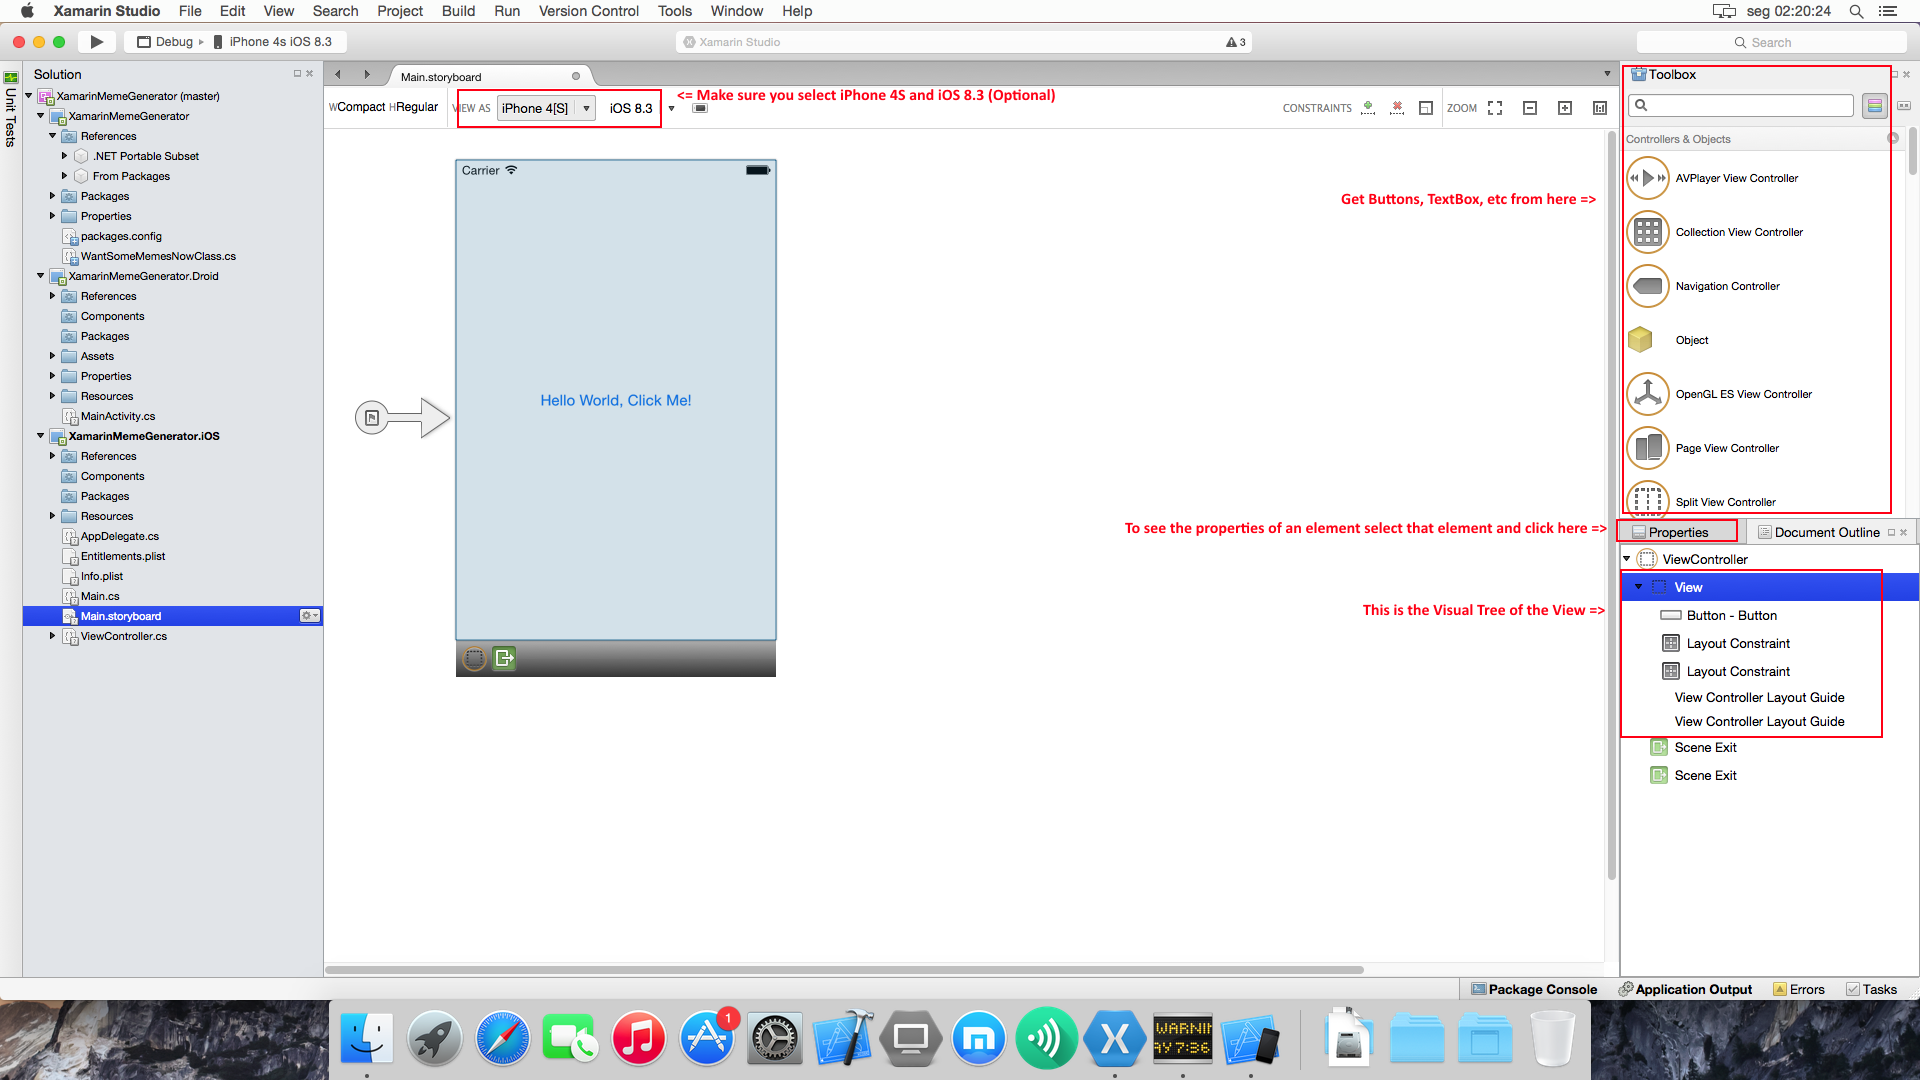 Xamarin Studio File Edit View Search Project Build Run Version Control Tools Window Help seg 02:20:24
Debug iPhone 4s iOS 8.3 Xamarin Studio 3 Search
Unit Tests
Solution
XamarinMemeGenerator (master)
XamarinMemeGenerator
References
.NET Portable Subset
From Packages
Packages
Properties
packages.config
WantSomeMemesNowClass.cs
XamarinMemeGenerator.Droid
References
Components
Packages
Assets
Properties
Resources
MainActivity.cs
XamarinMemeGenerator.iOS
References
Components
Packages
Resources
AppDelegate.cs
Entitlements.plist
Info.plist
Main.cs
Main.storyboard
ViewController.cs
Main.storyboard
wCompact HRegular VIEW AS iPhone 4[S] iOS 8.3
<= Make sure you select iPhone 4S and iOS 8.3 (Optional)
CONSTRAINTS ZOOM
Carrier
Hello World, Click Me!
Get Buttons, TextBox, etc from here =>
To see the properties of an element select that element and click here =>
This is the Visual Tree of the View =>
Toolbox
Controllers & Objects
AVPlayer View Controller
Collection View Controller
Navigation Controller
Object
OpenGL ES View Controller
Page View Controller
Split View Controller
Properties Document Outline
ViewController
View
Button - Button
Layout Constraint
Layout Constraint
View Controller Layout Guide
View Controller Layout Guide
Scene Exit
Scene Exit
Package Console Application Output Errors Tasks
1
WARNIN
AY 7:36